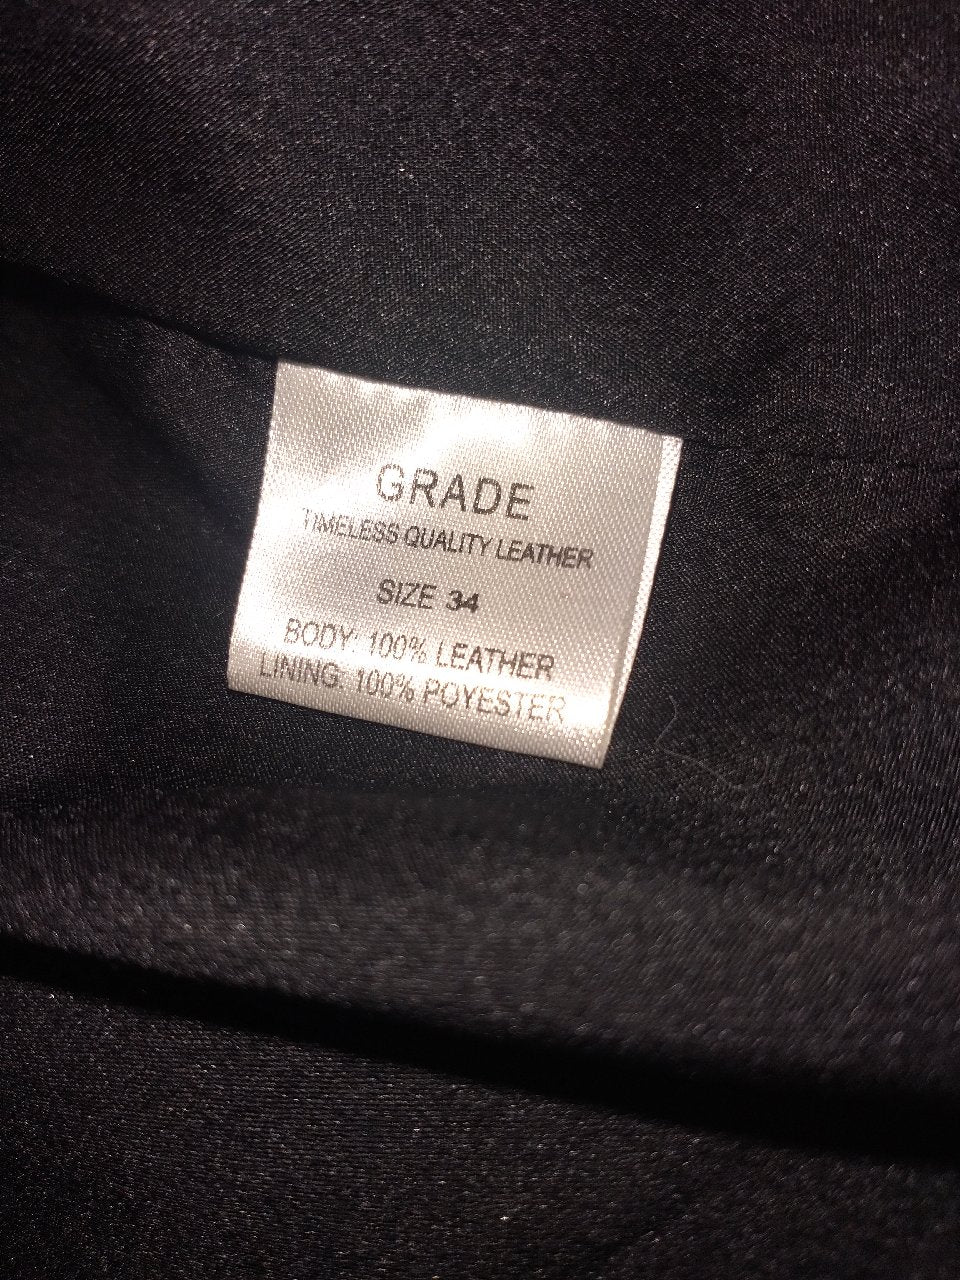 GRADE
TIMELESS QUALITY LEATHER
SIZE 34
BODY: 100% LEATHER
LINING: 100% POYESTER